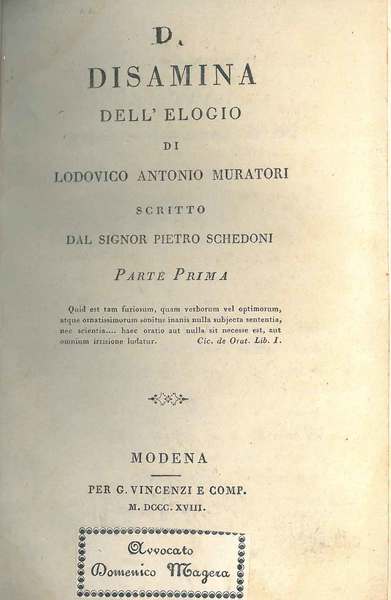 D.
DISAMINA
DELL' ELOGIO
DI
LODOVICO ANTONIO MURATORI
SCRITTO
DAL SIGNOR PIETRO SCHEDONI
PARTE PRIMA
Quid est tam furiosum, quam verborum vel optimorum,
atque ornatissimorum sonitus inanis nulla subjecta sententia,
nec scientia.... haec oratio aut nulla sit necesse est, aut
omnium irrisione ludatur. Cic. de Orat. Lib. I.
MODENA
PER G. VINCENZI E COMP.
M. DCCC. XVIII.
Avvocato
Domenico Magera